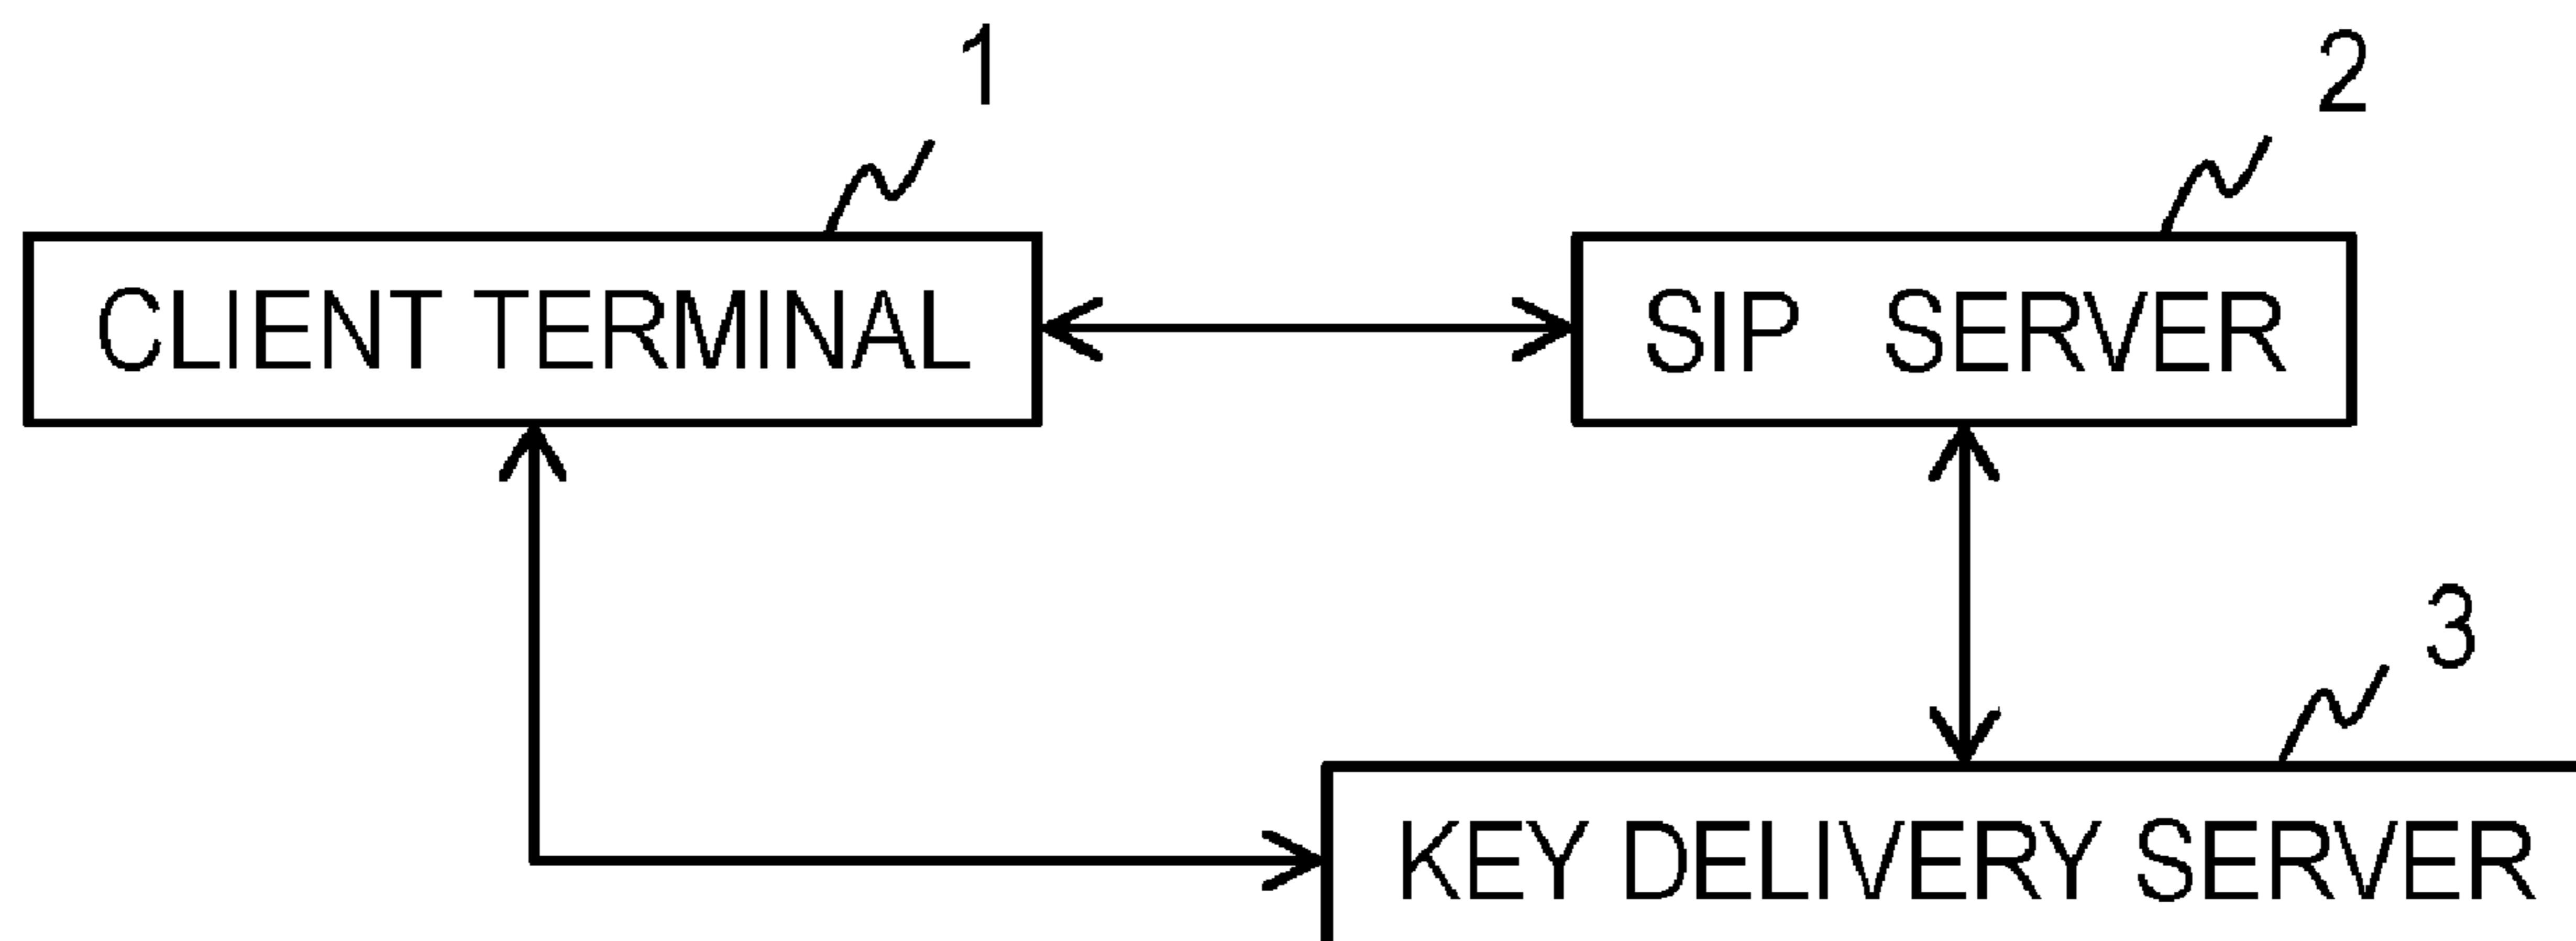 1
2
CLIENT TERMINAL
SIP SERVER
3
KEY DELIVERY SERVER